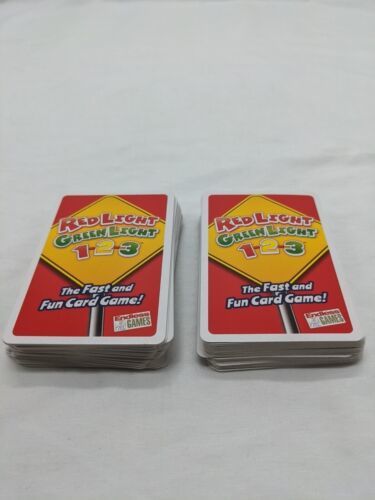 RED LIGHT
GREEN LIGHT
1-2-3
The Fast and
Fun Card Game!
Endless
GAMES
RED LIGHT
GREEN LIGHT
1-2-3
The Fast and
Fun Card Game!
Endless
GAMES